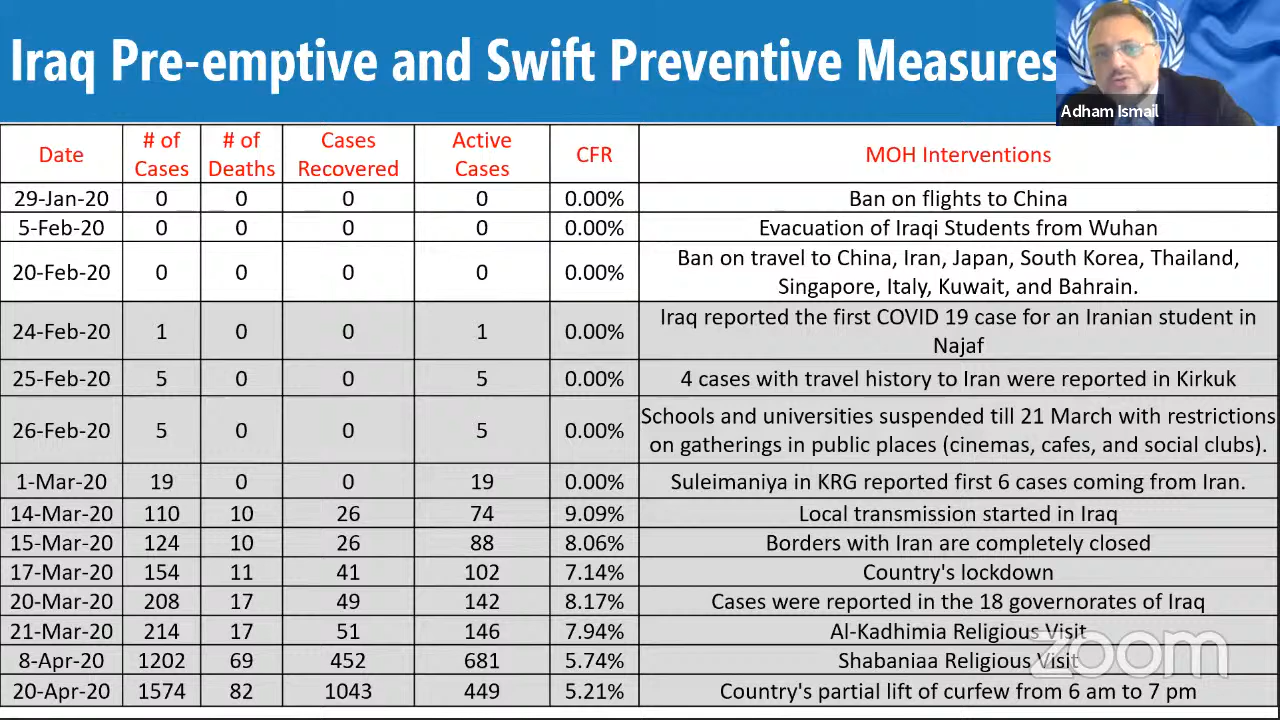 Iraq Pre-emptive and Swift Preventive Measures
Adham Ismail
Date # of Cases # of Deaths Cases Recovered Active Cases CFR MOH Interventions
29-Jan-20 0 0 0 0 0.00% Ban on flights to China
5-Feb-20 0 0 0 0 0.00% Evacuation of Iraqi Students from Wuhan
20-Feb-20 0 0 0 0 0.00% Ban on travel to China, Iran, Japan, South Korea, Thailand,
Singapore, Italy, Kuwait, and Bahrain.
24-Feb-20 1 0 0 1 0.00% Iraq reported the first COVID 19 case for an Iranian student in
Najaf
25-Feb-20 5 0 0 5 0.00% 4 cases with travel history to Iran were reported in Kirkuk
26-Feb-20 5 0 0 5 0.00% Schools and universities suspended till 21 March with restrictions
on gatherings in public places (cinemas, cafes, and social clubs).
1-Mar-20 19 0 0 19 0.00% Suleimaniya in KRG reported first 6 cases coming from Iran.
14-Mar-20 110 10 26 74 9.09% Local transmission started in Iraq
15-Mar-20 124 10 26 88 8.06% Borders with Iran are completely closed
17-Mar-20 154 11 41 102 7.14% Country's lockdown
20-Mar-20 208 17 49 142 8.17% Cases were reported in the 18 governorates of Iraq
21-Mar-20 214 17 51 146 7.94% Al-Kadhimia Religious Visit
8-Apr-20 1202 69 452 681 5.74% Shabaniaa Religious Visit
20-Apr-20 1574 82 1043 449 5.21% Country's partial lift of curfew from 6 am to 7 pm
zoom